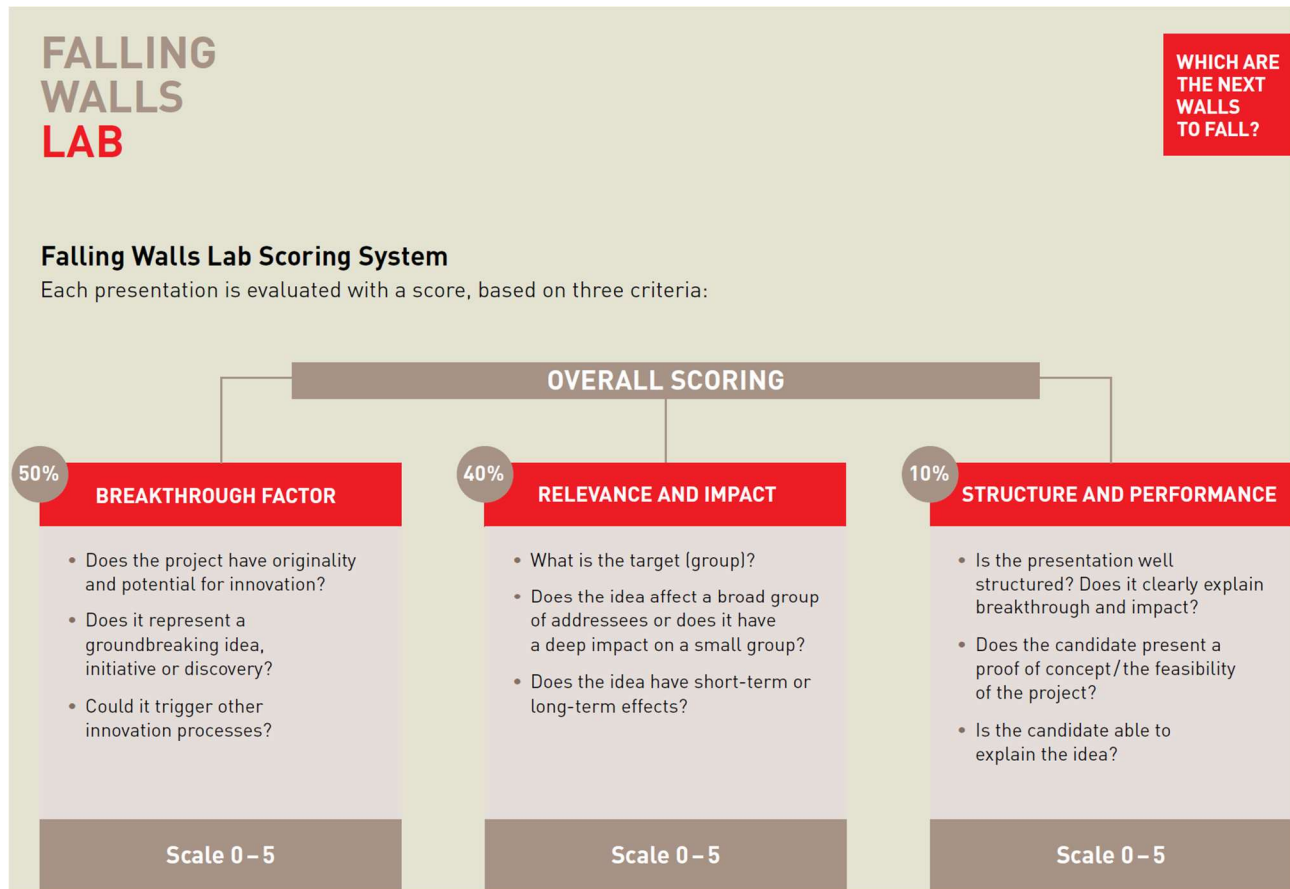 FALLING
WALLS
LAB
WHICH ARE
THE NEXT
WALLS
TO FALL?
Falling Walls Lab Scoring System
Each presentation is evaluated with a score, based on three criteria:
OVERALL SCORING
50%
BREAKTHROUGH FACTOR
• Does the project have originality
and potential for innovation?
• Does it represent a
groundbreaking idea,
initiative or discovery?
• Could it trigger other
innovation processes?
Scale 0–5
40%
RELEVANCE AND IMPACT
• What is the target (group)?
• Does the idea affect a broad group
of addressees or does it have
a deep impact on a small group?
• Does the idea have short-term or
long-term effects?
Scale 0–5
10%
STRUCTURE AND PERFORMANCE
• Is the presentation well
structured? Does it clearly explain
breakthrough and impact?
• Does the candidate present a
proof of concept/the feasibility
of the project?
• Is the candidate able to
explain the idea?
Scale 0–5